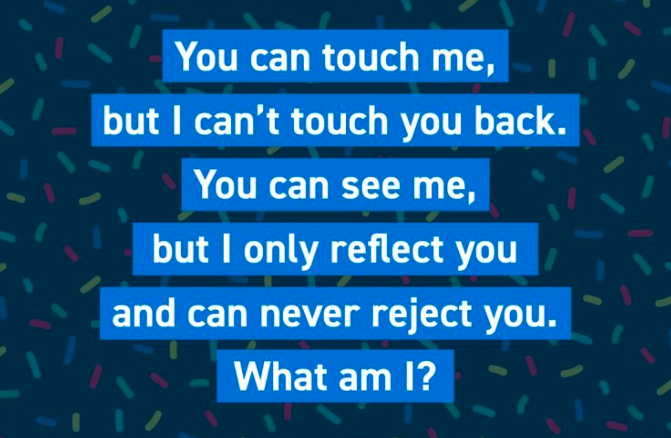 You can touch me,
but I can’t touch you back.
You can see me,
but I only reflect you
and can never reject you.
What am I?